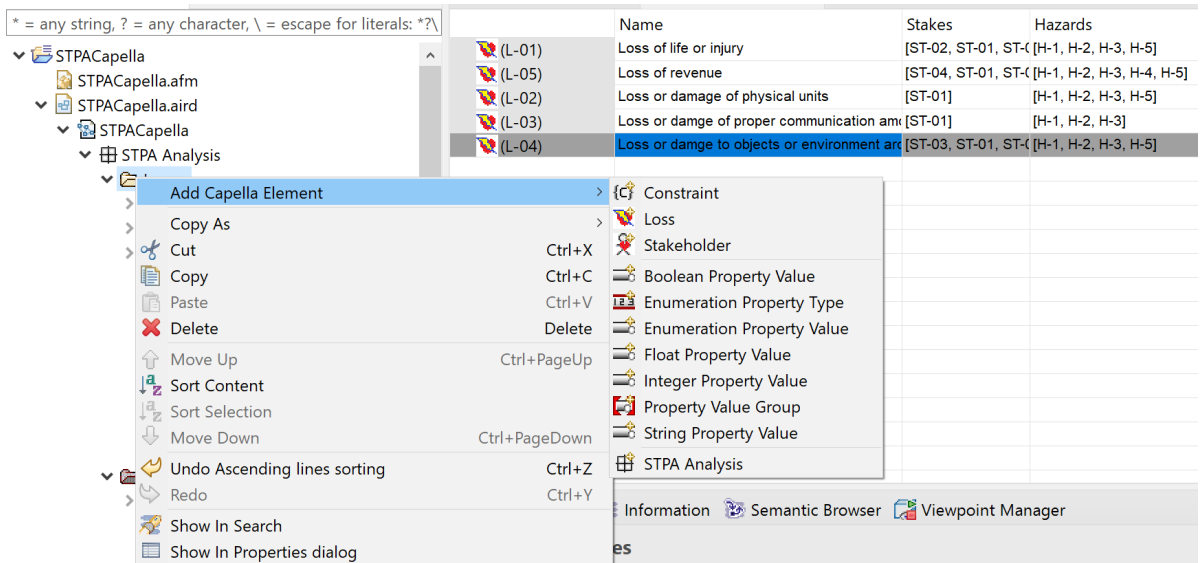 * = any string, ? = any character, \ = escape for literals: *?\
STPACapella
STPACapella.afm
STPACapella.aird
STPACapella
STPA Analysis
Name Stakes Hazards
(L-01) Loss of life or injury [ST-02, ST-01, ST-0 [H-1, H-2, H-3, H-5]
(L-05) Loss of revenue [ST-04, ST-01, ST-0 [H-1, H-2, H-3, H-4, H-5]
(L-02) Loss or damage of physical units [ST-01] [H-1, H-2, H-3, H-5]
(L-03) Loss or damge of proper communication amo [ST-01] [H-1, H-2, H-3]
(L-04) Loss or damge to objects or environment aro [ST-03, ST-01, ST-0 [H-1, H-2, H-3, H-5]
Add Capella Element
Copy As
Cut Ctrl+X
Copy Ctrl+C
Paste Ctrl+V
Delete Delete
Move Up Ctrl+PageUp
Sort Content
Sort Selection
Move Down Ctrl+PageDown
Undo Ascending lines sorting Ctrl+Z
Redo Ctrl+Y
Show In Search
Show In Properties dialog
{c} Constraint
Loss
Stakeholder
Boolean Property Value
123 Enumeration Property Type
Enumeration Property Value
Float Property Value
Integer Property Value
Property Value Group
String Property Value
STPA Analysis
Information Semantic Browser Viewpoint Manager
es